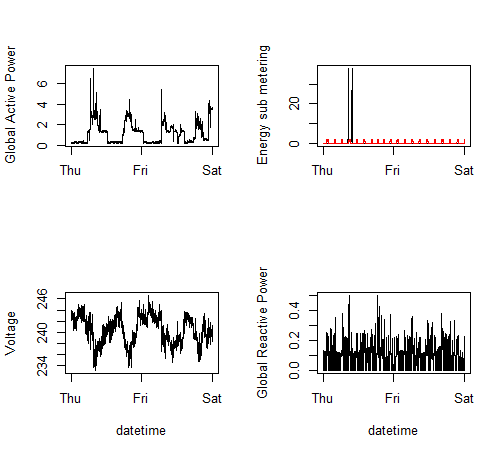 Global Active Power
0 2 4 6
Thu Fri Sat
Energy sub metering
0 20
Thu Fri Sat
Voltage
234 240 246
Thu Fri Sat
datetime
Global Reactive Power
0.0 0.2 0.4
Thu Fri Sat
datetime